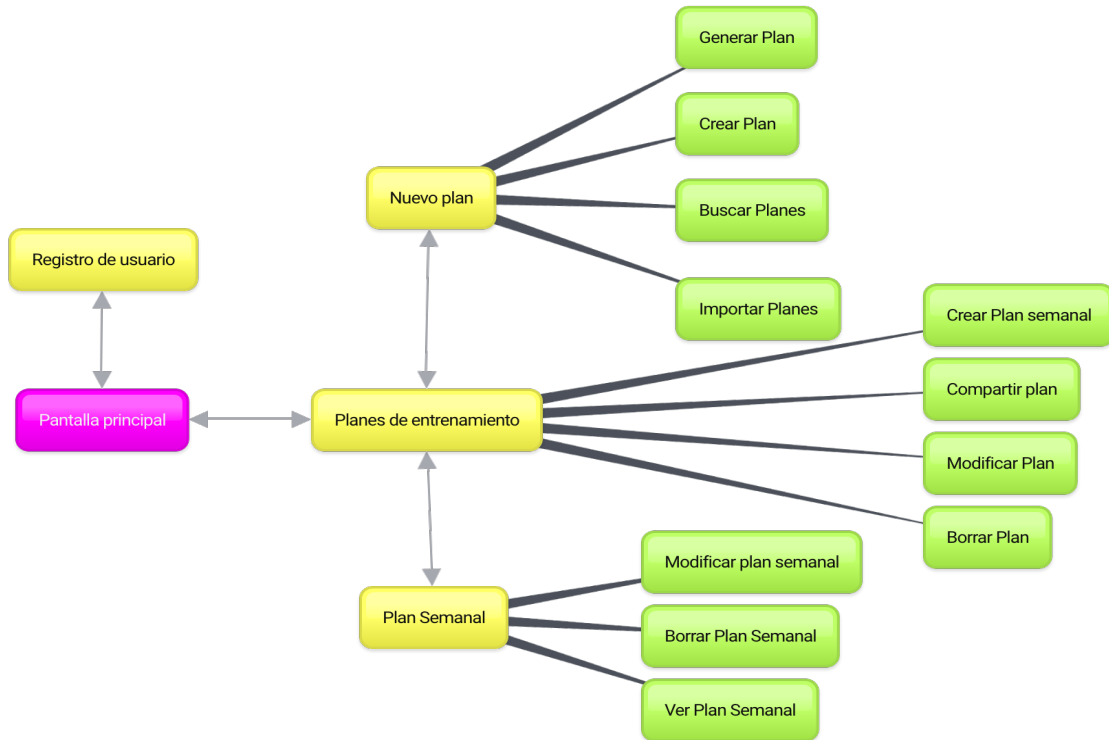 Generar Plan
Crear Plan
Nuevo plan
Buscar Planes
Registro de usuario
Importar Planes
Crear Plan semanal
Compartir plan
Pantalla principal
Planes de entrenamiento
Modificar Plan
Borrar Plan
Modificar plan semanal
Plan Semanal
Borrar Plan Semanal
Ver Plan Semanal